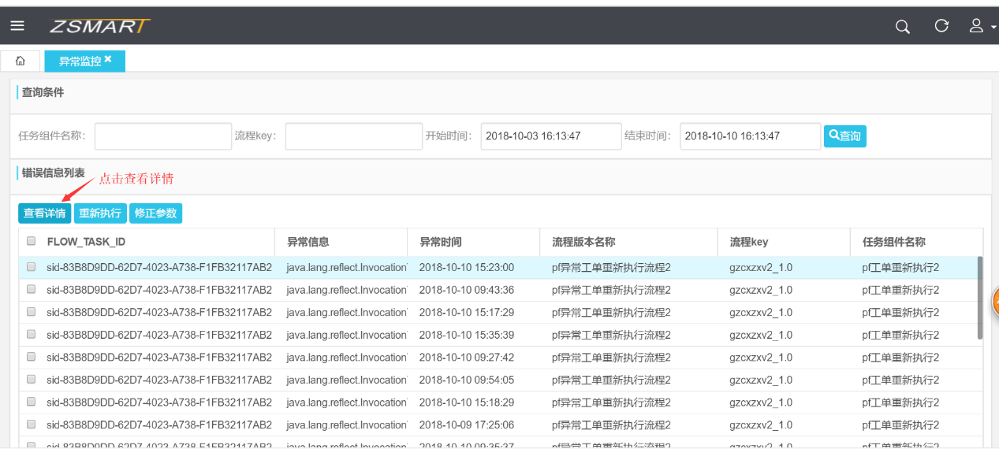 ZSMART
异常监控
查询条件
任务组件名称: 流程key: 开始时间: 2018-10-03 16:13:47 结束时间: 2018-10-10 16:13:47 查询
错误信息列表
点击查看详情
查看详情 重新执行 修正参数
FLOW_TASK_ID 异常信息 异常时间 流程版本名称 流程key 任务组件名称
sid-83B8D9DD-62D7-4023-A738-F1FB32117AB2 java.lang.reflect.Invocation 2018-10-10 15:23:00 pf异常工单重新执行流程2 gzcxzxv2_1.0 pf工单重新执行2
sid-83B8D9DD-62D7-4023-A738-F1FB32117AB2 java.lang.reflect.Invocation 2018-10-10 09:43:36 pf异常工单重新执行流程2 gzcxzxv2_1.0 pf工单重新执行2
sid-83B8D9DD-62D7-4023-A738-F1FB32117AB2 java.lang.reflect.Invocation 2018-10-10 15:17:29 pf异常工单重新执行流程2 gzcxzxv2_1.0 pf工单重新执行2
sid-83B8D9DD-62D7-4023-A738-F1FB32117AB2 java.lang.reflect.Invocation 2018-10-10 15:35:39 pf异常工单重新执行流程2 gzcxzxv2_1.0 pf工单重新执行2
sid-83B8D9DD-62D7-4023-A738-F1FB32117AB2 java.lang.reflect.Invocation 2018-10-10 09:27:42 pf异常工单重新执行流程2 gzcxzxv2_1.0 pf工单重新执行2
sid-83B8D9DD-62D7-4023-A738-F1FB32117AB2 java.lang.reflect.Invocation 2018-10-10 09:54:05 pf异常工单重新执行流程2 gzcxzxv2_1.0 pf工单重新执行2
sid-83B8D9DD-62D7-4023-A738-F1FB32117AB2 java.lang.reflect.Invocation 2018-10-10 15:18:29 pf异常工单重新执行流程2 gzcxzxv2_1.0 pf工单重新执行2
sid-83B8D9DD-62D7-4023-A738-F1FB32117AB2 java.lang.reflect.Invocation 2018-10-09 17:25:06 pf异常工单重新执行流程2 gzcxzxv2_1.0 pf工单重新执行2